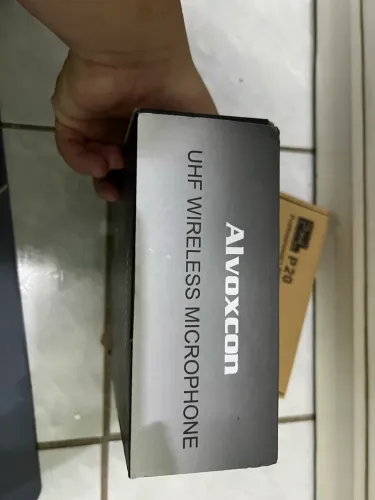 Alvoxcon
UHF WIRELESS MICROPHONE
P20